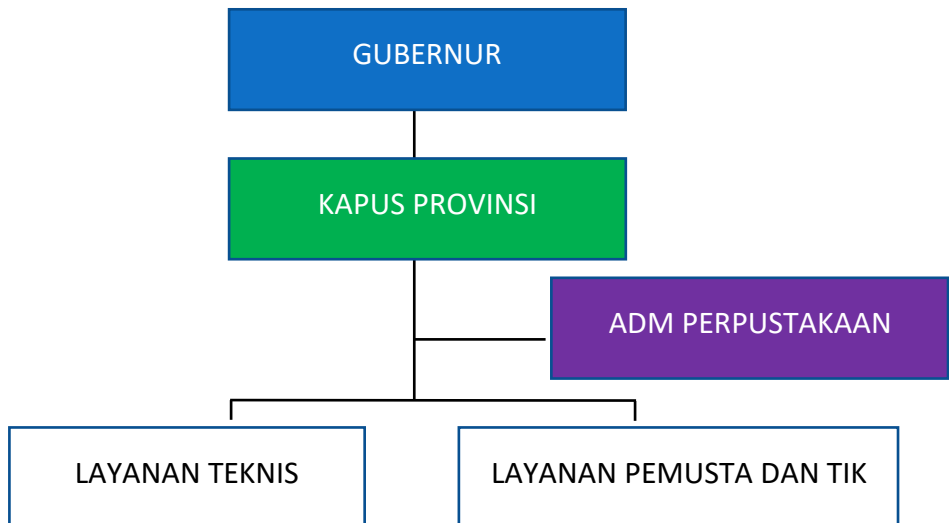 GUBERNUR
KAPUS PROVINSI
ADM PERPUSTAKAAN
LAYANAN TEKNIS
LAYANAN PEMUSTA DAN TIK